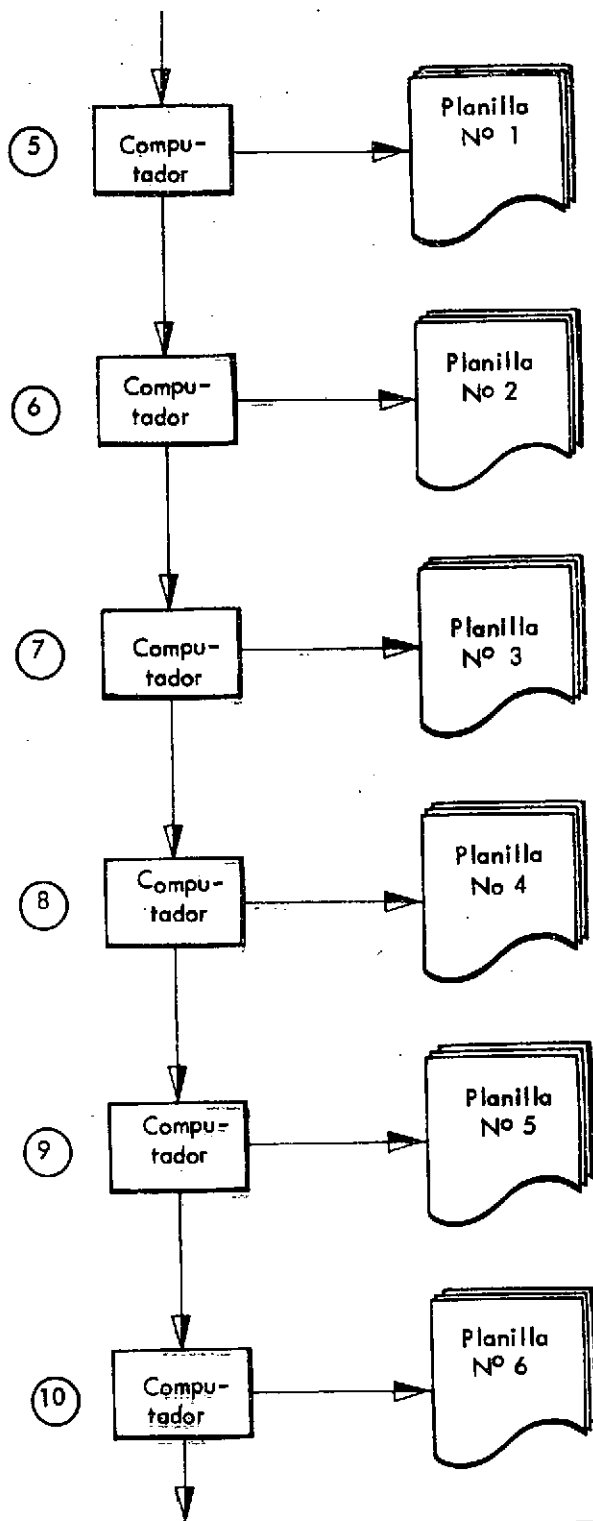 5
Compu-
tador
Planilla
Nº 1
6
Compu-
tador
Planilla
Nº 2
7
Compu-
tador
Planilla
Nº 3
8
Compu-
tador
Planilla
No 4
9
Compu-
tador
Planilla
Nº 5
10
Compu-
tador
Planilla
Nº 6